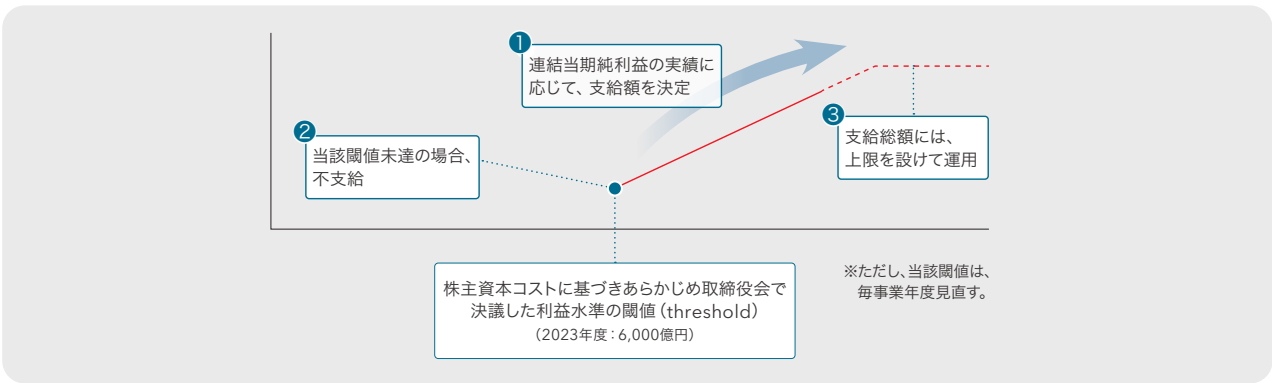 ❶
連結当期純利益の実績に
応じて、支給額を決定
❷
当該閾値未達の場合、
不支給
❸
支給総額には、
上限を設けて運用
株主資本コストに基づきあらかじめ取締役会で
決議した利益水準の閾値（threshold）
（2023年度：6,000億円）
※ただし、当該閾値は、
毎事業年度見直す。